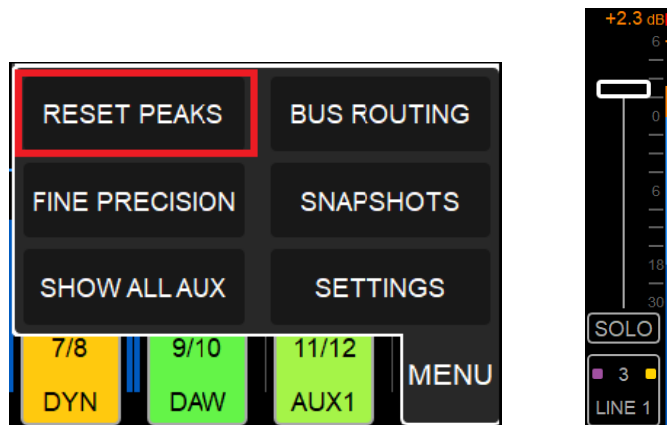 RESET PEAKS
BUS ROUTING
FINE PRECISION
SNAPSHOTS
SHOW ALL AUX
SETTINGS
7/8
9/10
11/12
DYN
DAW
AUX1
MENU
+2.3 dB
6
0
6
18
30
SOLO
3
LINE 1